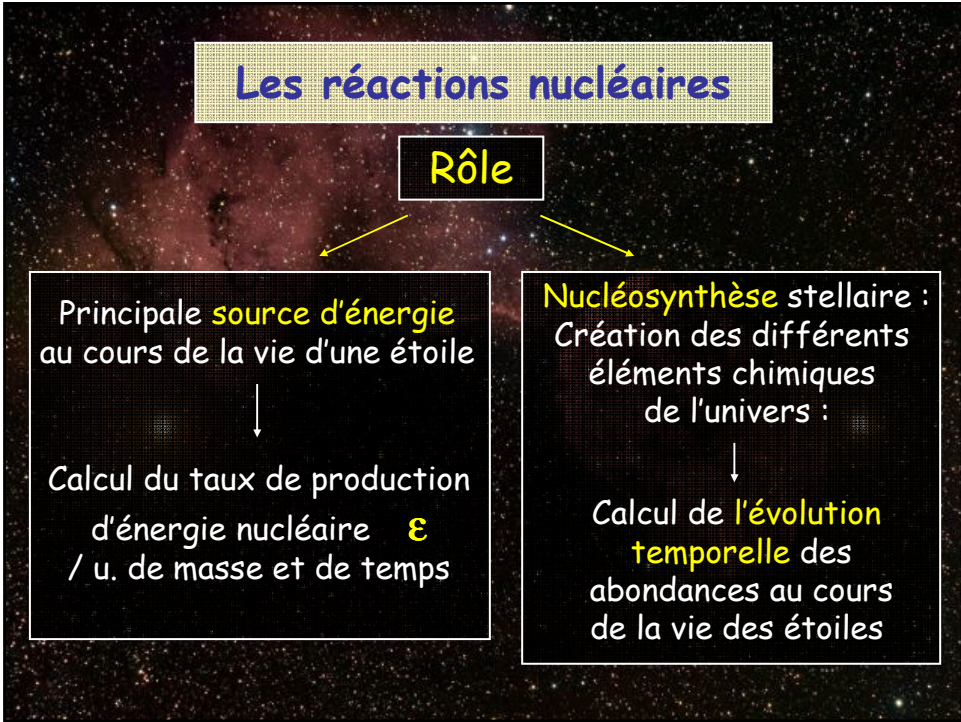 Les réactions nucléaires
Rôle
Principale source d'énergie
au cours de la vie d'une étoile
Calcul du taux de production
d'énergie nucléaire ε
/ u. de masse et de temps
Nucléosynthèse stellaire :
Création des différents
éléments chimiques
de l'univers :
Calcul de l'évolution
temporelle des
abondances au cours
de la vie des étoiles